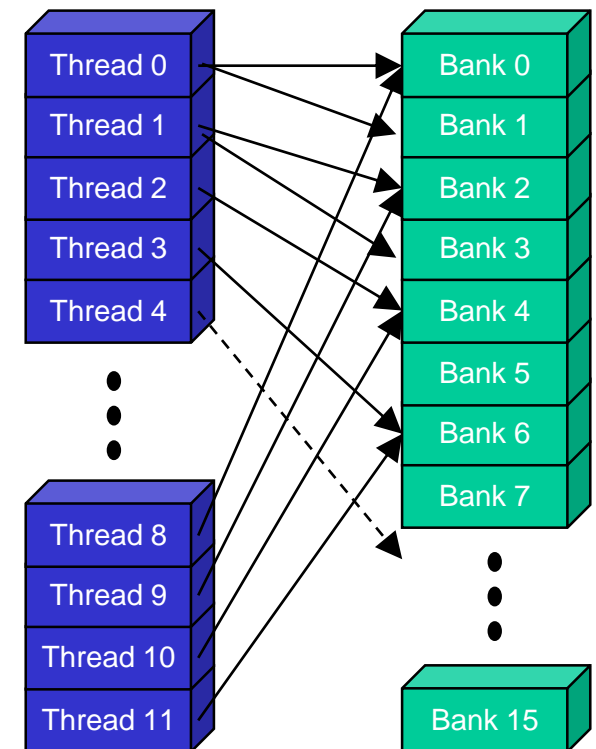 Thread 0
Thread 1
Thread 2
Thread 3
Thread 4
Thread 8
Thread 9
Thread 10
Thread 11
Bank 0
Bank 1
Bank 2
Bank 3
Bank 4
Bank 5
Bank 6
Bank 7
Bank 15